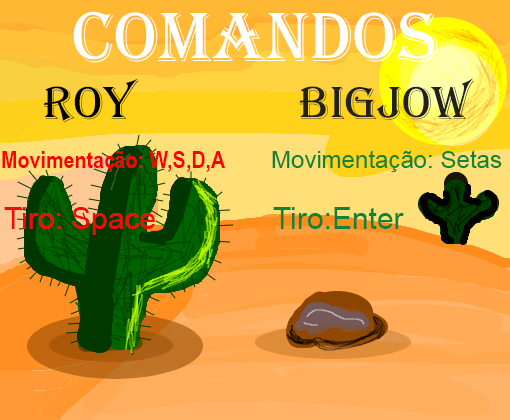 COMANDOS
ROY
BIGJOW
Movimentação: W,S,D,A
Movimentação: Setas
Tiro: Space
Tiro:Enter